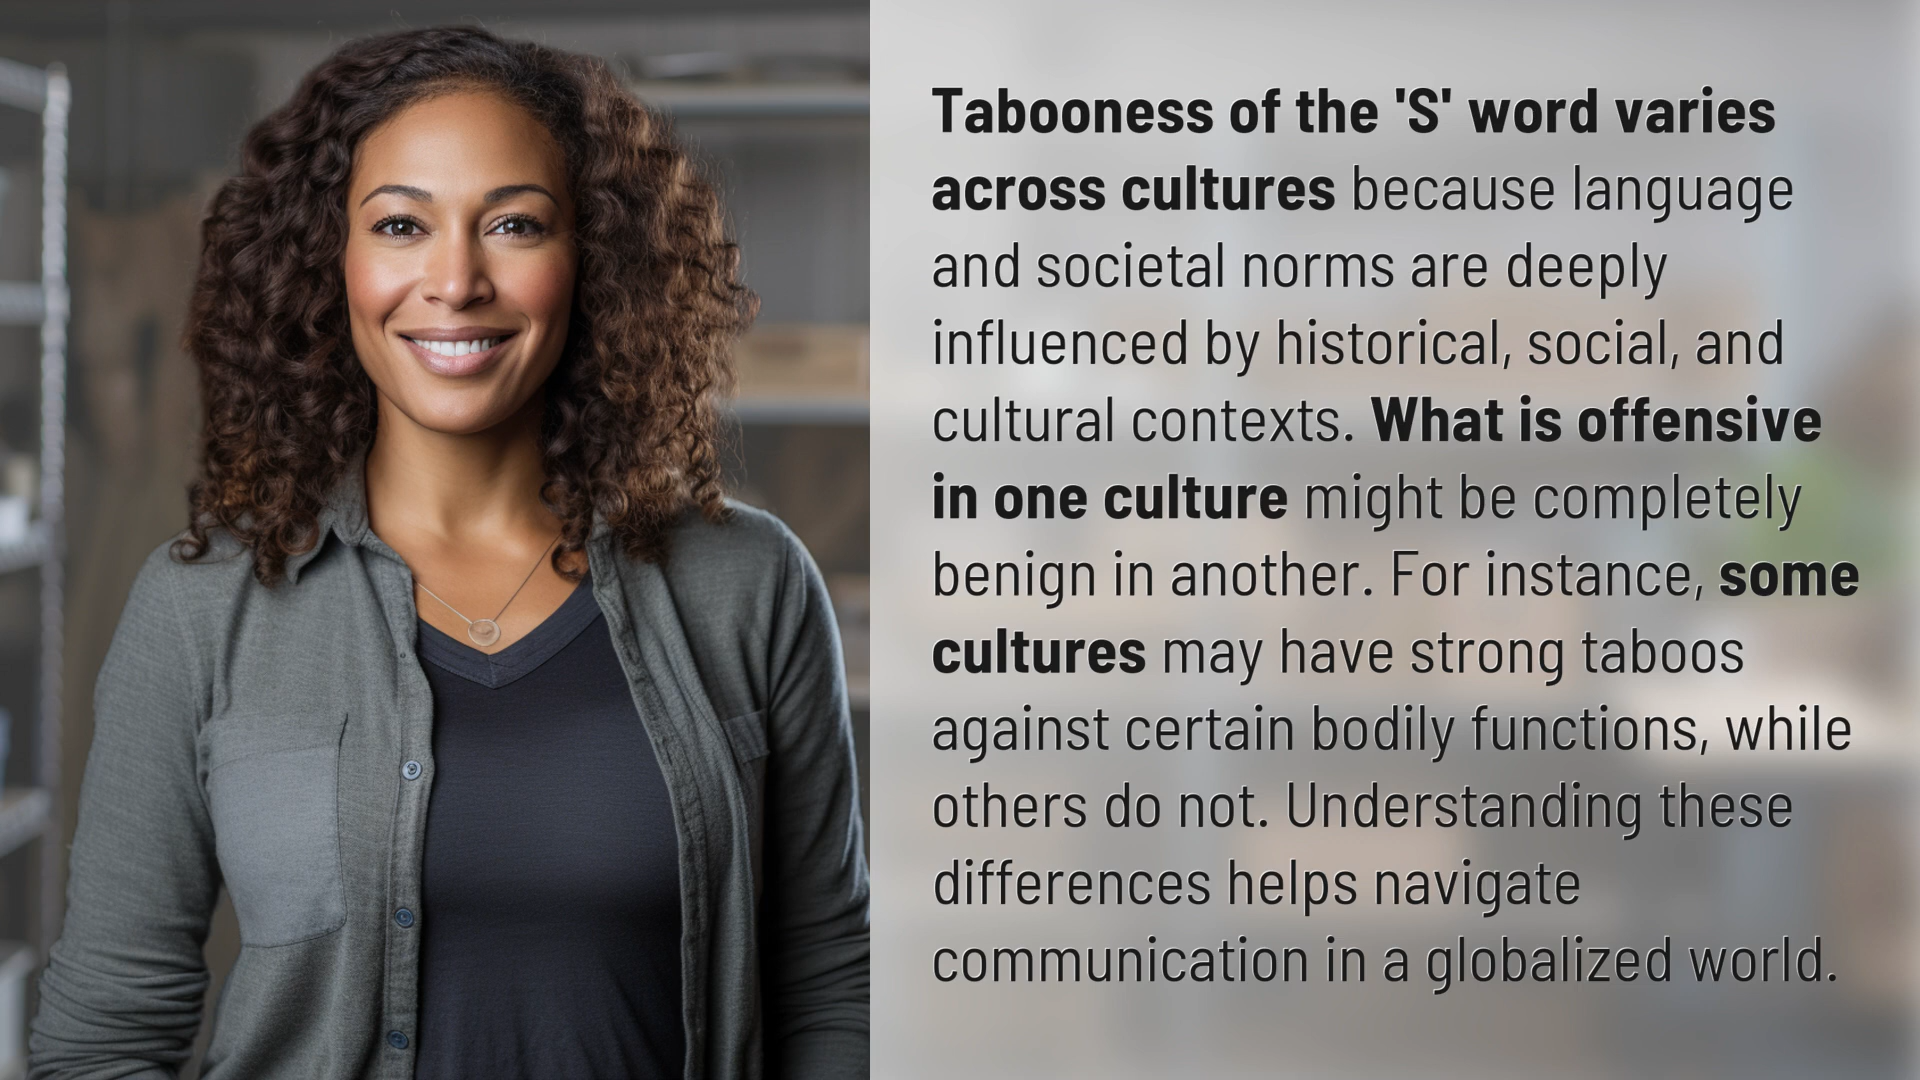 Tabooness of the 'S' word varies
across cultures because language
and societal norms are deeply
influenced by historical, social, and
cultural contexts. What is offensive
in one culture might be completely
benign in another. For instance, some
cultures may have strong taboos
against certain bodily functions, while
others do not. Understanding these
differences helps navigate
communication in a globalized world.